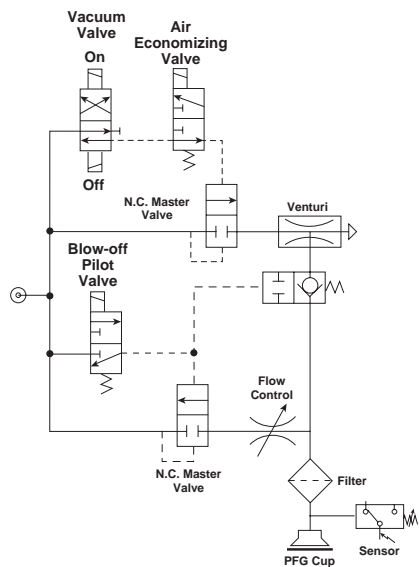 Vacuum
Valve
Air
Economizing
Valve
On
Off
N.C. Master
Valve
Venturi
Blow-off
Pilot
Valve
Flow
Control
N.C. Master
Valve
Filter
Sensor
PFG Cup